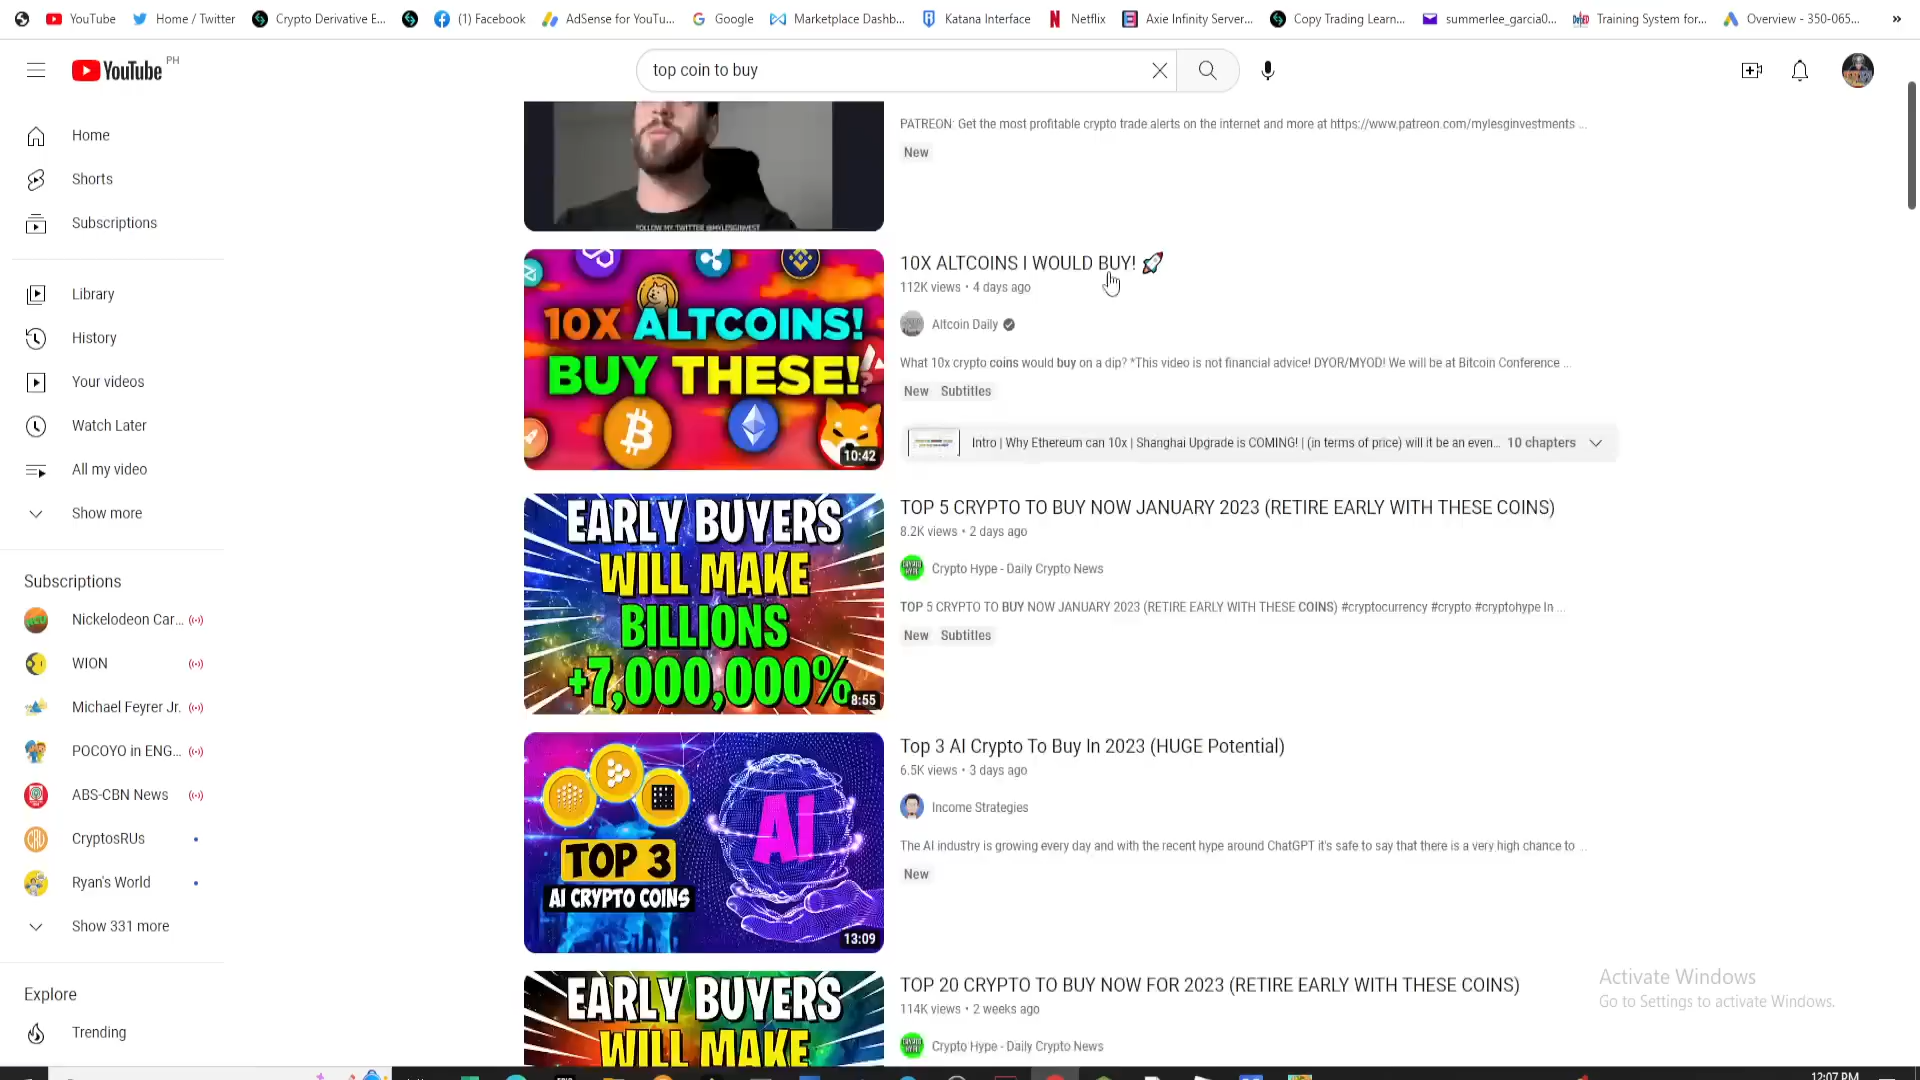 YouTube
Home / Twitter
Crypto Derivative E...
(1) Facebook
AdSense for YouTu...
Google
Marketplace Dashb...
Katana Interface
Netflix
Axie Infinity Server...
Copy Trading Learn...
summerlee_garcia0...
Training System for...
Overview - 350-065...
»
YouTube PH
top coin to buy
Home
Shorts
Subscriptions
Library
History
Your videos
Watch Later
All my video
Show more
Subscriptions
Nickelodeon Car...
WION
Michael Feyrer Jr.
POCOYO in ENG...
ABS-CBN News
CryptosRUs
Ryan's World
Show 331 more
Explore
Trending
FOLLOW MY TWITTER @MYLESGINVEST
PATREON: Get the most profitable crypto trade alerts on the internet and more at https://www.patreon.com/mylesginvestments ...
New
10X ALTCOINS!
BUY THESE!
10:42
10X ALTCOINS I WOULD BUY! 🚀
112K views • 4 days ago
Altcoin Daily
What 10x crypto coins would buy on a dip? *This video is not financial advice! DYOR/MYOD! We will be at Bitcoin Conference ...
New Subtitles
Intro | Why Ethereum can 10x | Shanghai Upgrade is COMING! | (in terms of price) will it be an even... 10 chapters
EARLY BUYERS
WILL MAKE
BILLIONS
+7,000,000%
8:55
TOP 5 CRYPTO TO BUY NOW JANUARY 2023 (RETIRE EARLY WITH THESE COINS)
8.2K views • 2 days ago
Crypto Hype - Daily Crypto News
TOP 5 CRYPTO TO BUY NOW JANUARY 2023 (RETIRE EARLY WITH THESE COINS) #cryptocurrency #crypto #cryptohype In ...
New Subtitles
AI
TOP 3
AI CRYPTO COINS
13:09
Top 3 AI Crypto To Buy In 2023 (HUGE Potential)
6.5K views • 3 days ago
Income Strategies
The AI industry is growing every day and with the recent hype around ChatGPT it's safe to say that there is a very high chance to ...
New
EARLY BUYERS
WILL MAKE
TOP 20 CRYPTO TO BUY NOW FOR 2023 (RETIRE EARLY WITH THESE COINS)
114K views • 2 weeks ago
Crypto Hype - Daily Crypto News
Activate Windows
Go to Settings to activate Windows.
12:07 PM